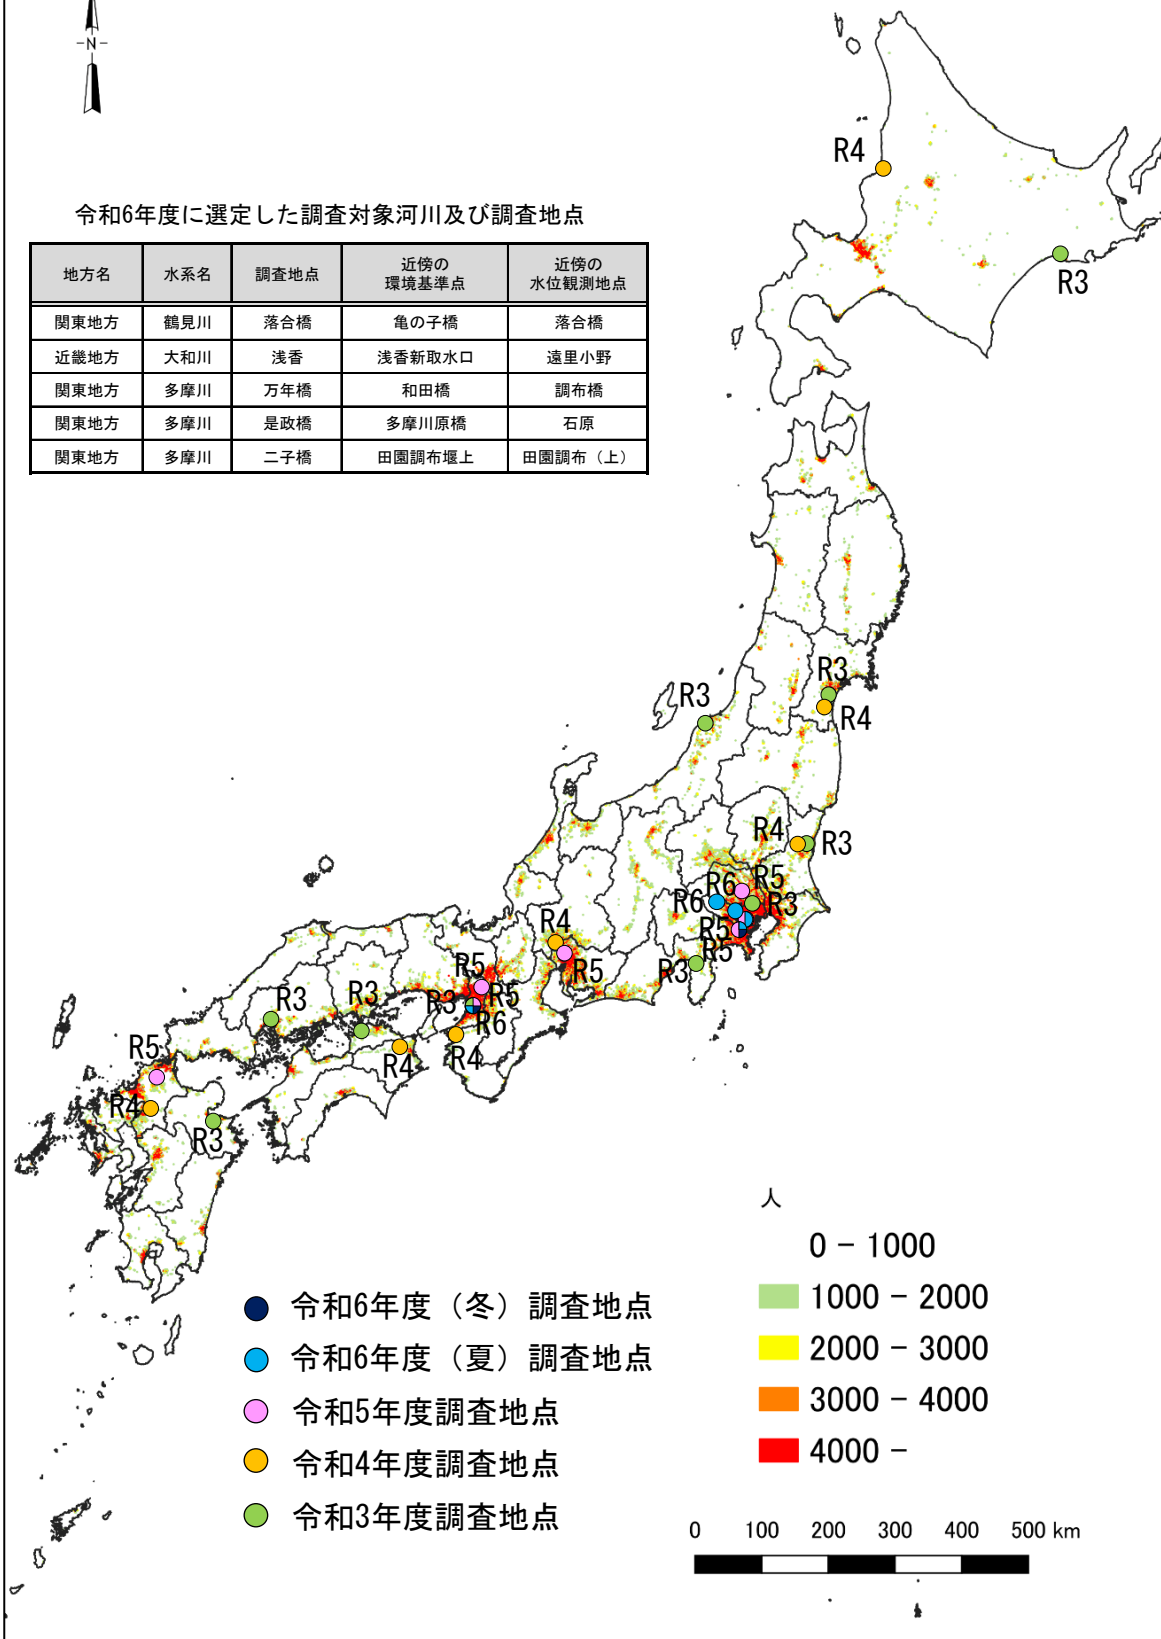 N
令和6年度に選定した調査対象河川及び調査地点
地方名 水系名 調査地点 近傍の環境基準点 近傍の水位観測地点
関東地方 鶴見川 落合橋 亀の子橋 落合橋
近畿地方 大和川 浅香 浅香新取水口 遠里小野
関東地方 多摩川 万年橋 和田橋 調布橋
関東地方 多摩川 是政橋 多摩川原橋 石原
関東地方 多摩川 二子橋 田園調布堰上 田園調布（上）
R4
R3
R3
R3
R4
R4
R3
R6
R5
R6
R3
R5
R5
R3
R4
R5
R5
R5
R3
R6
R4
R3
R3
R4
R5
R4
R3
人
0 - 1000
1000 - 2000
2000 - 3000
3000 - 4000
4000 -
令和6年度（冬）調査地点
令和6年度（夏）調査地点
令和5年度調査地点
令和4年度調査地点
令和3年度調査地点
0 100 200 300 400 500 km